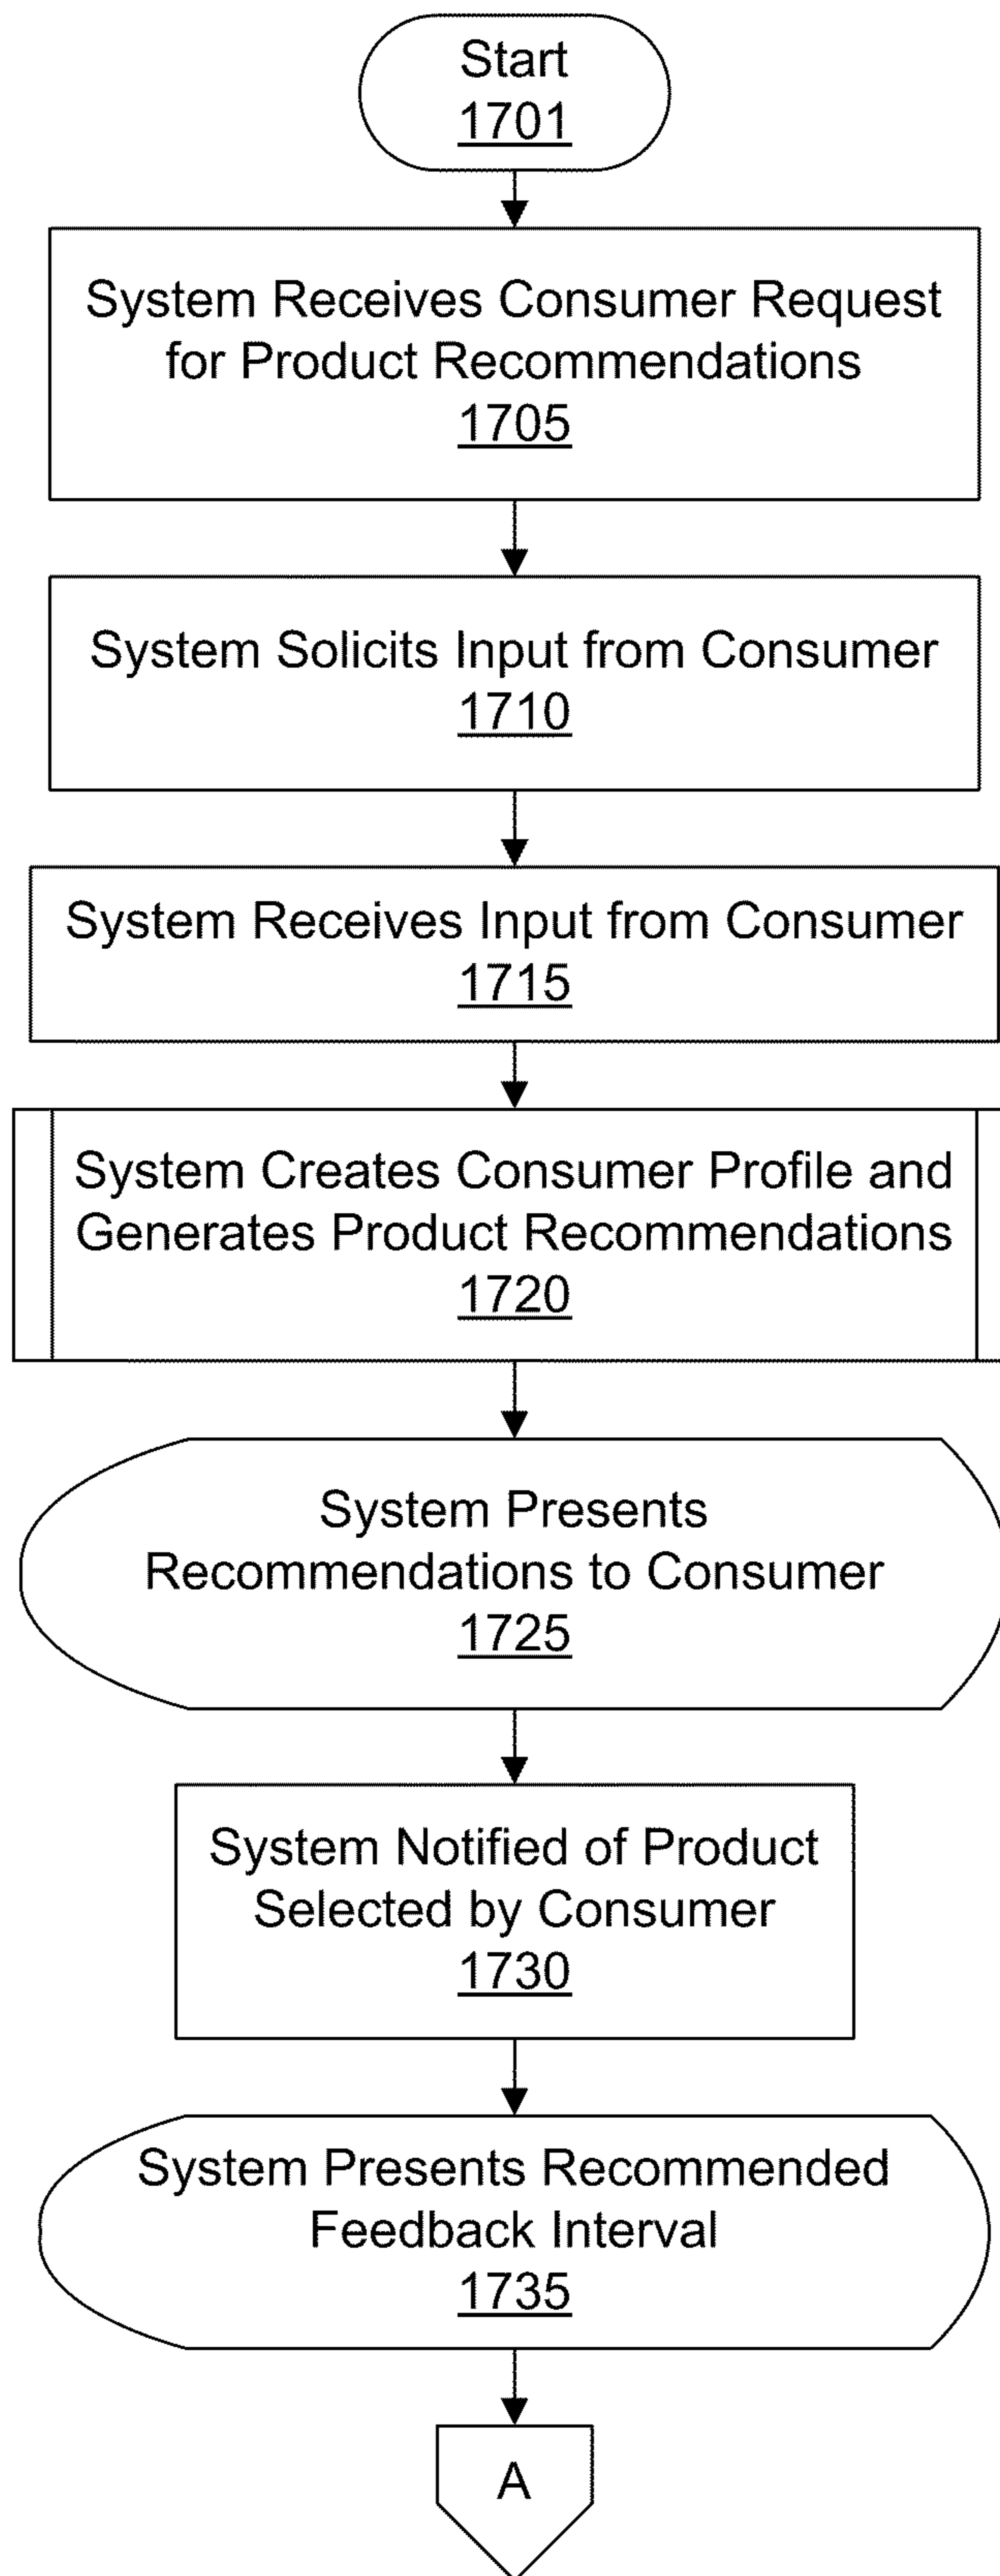 Start
1701
System Receives Consumer Request
for Product Recommendations
1705
System Solicits Input from Consumer
1710
System Receives Input from Consumer
1715
System Creates Consumer Profile and
Generates Product Recommendations
1720
System Presents
Recommendations to Consumer
1725
System Notified of Product
Selected by Consumer
1730
System Presents Recommended
Feedback Interval
1735
A